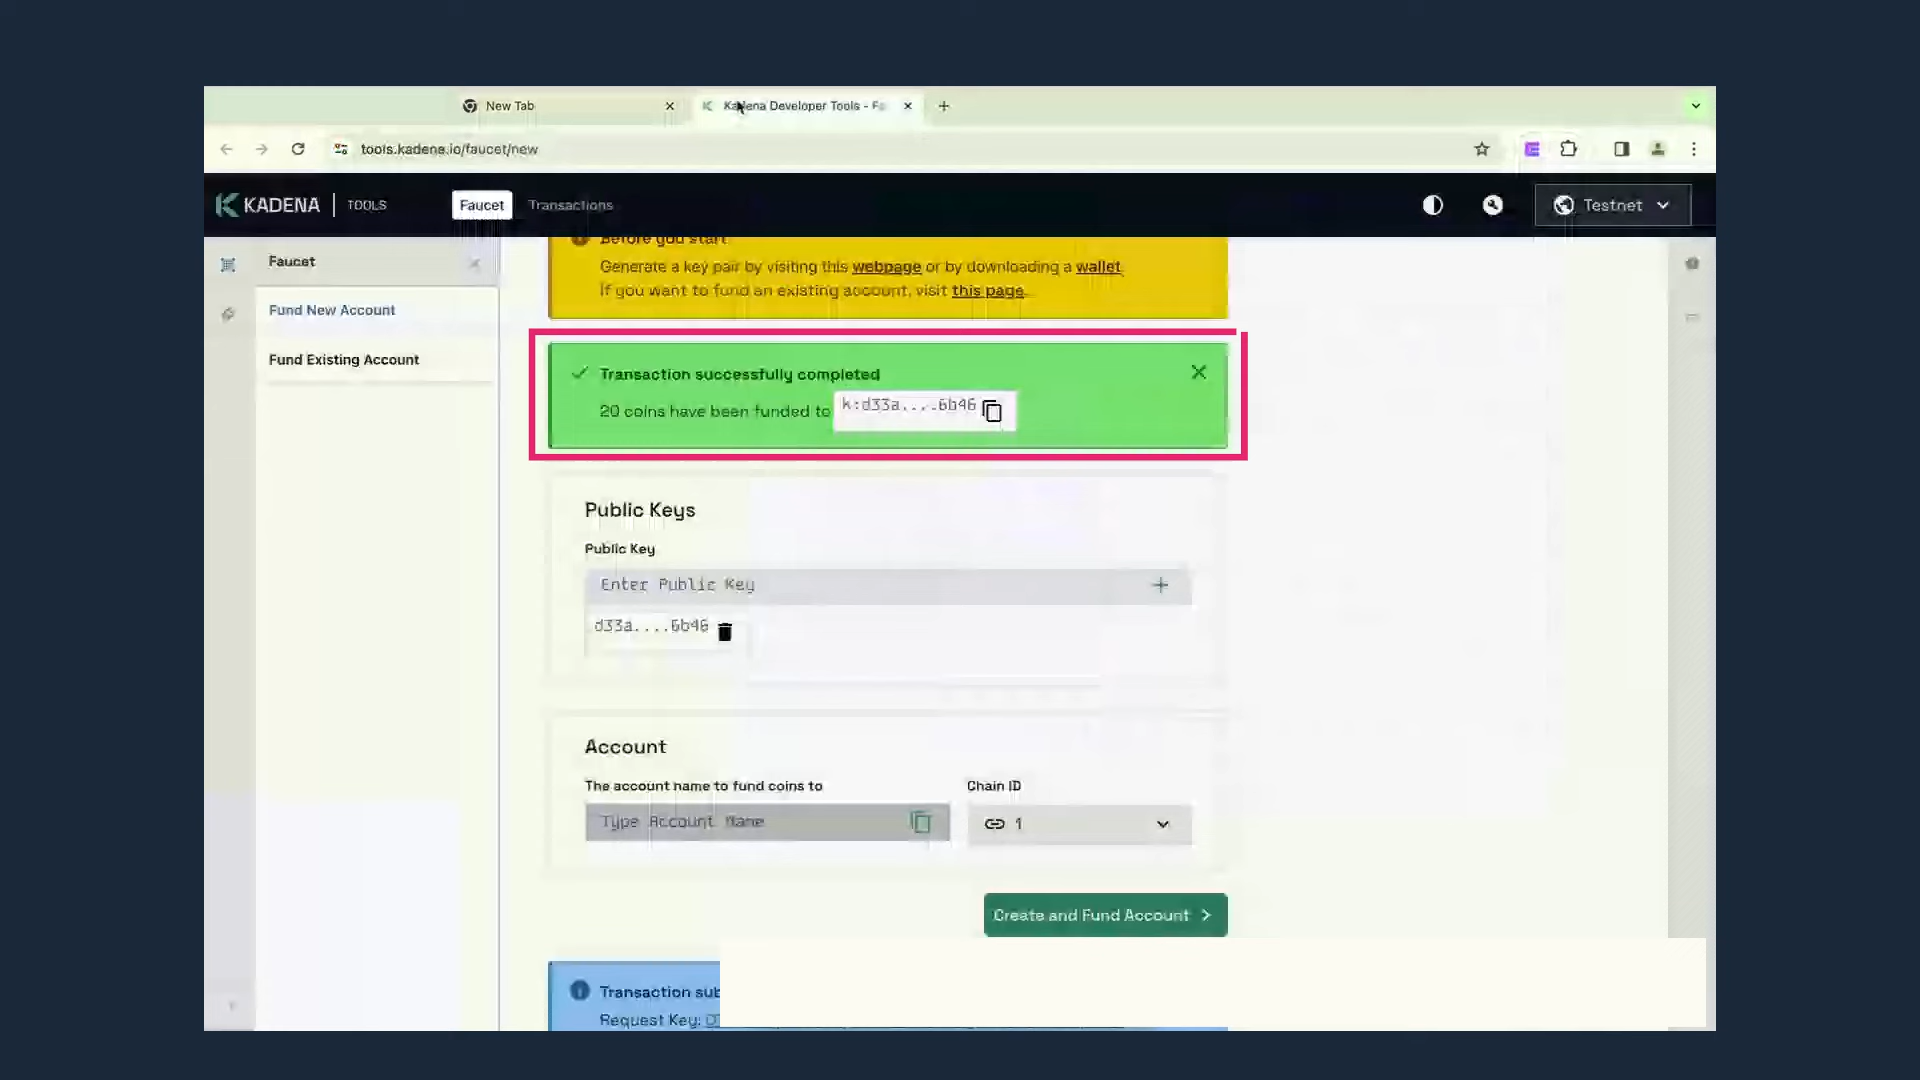 New Tab
Kadena Developer Tools - Fa
tools.kadena.io/faucet/new
KADENA TOOLS Faucet Transactions Testnet
Faucet
Fund New Account
Fund Existing Account
Before you start
Generate a key pair by visiting this webpage or by downloading a wallet.
If you want to fund an existing account, visit this page.
Transaction successfully completed
20 coins have been funded to k:d33a....6b46
Public Keys
Public Key
Enter Public Key
d33a....6b46
Account
The account name to fund coins to
Type Account Name
Chain ID
1
Create and Fund Account
Transaction sub
Request Key: